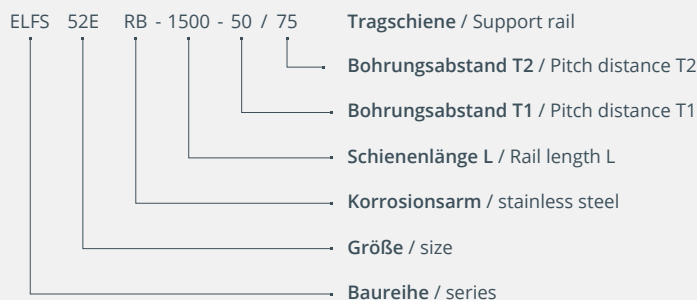 ELFS 52E RB - 1500 - 50 / 75 Tragschiene / Support rail
Bohrungsabstand T2 / Pitch distance T2
Bohrungsabstand T1 / Pitch distance T1
Schienenlänge L / Rail length L
Korrosionsarm / stainless steel
Größe / size
Baureihe / series